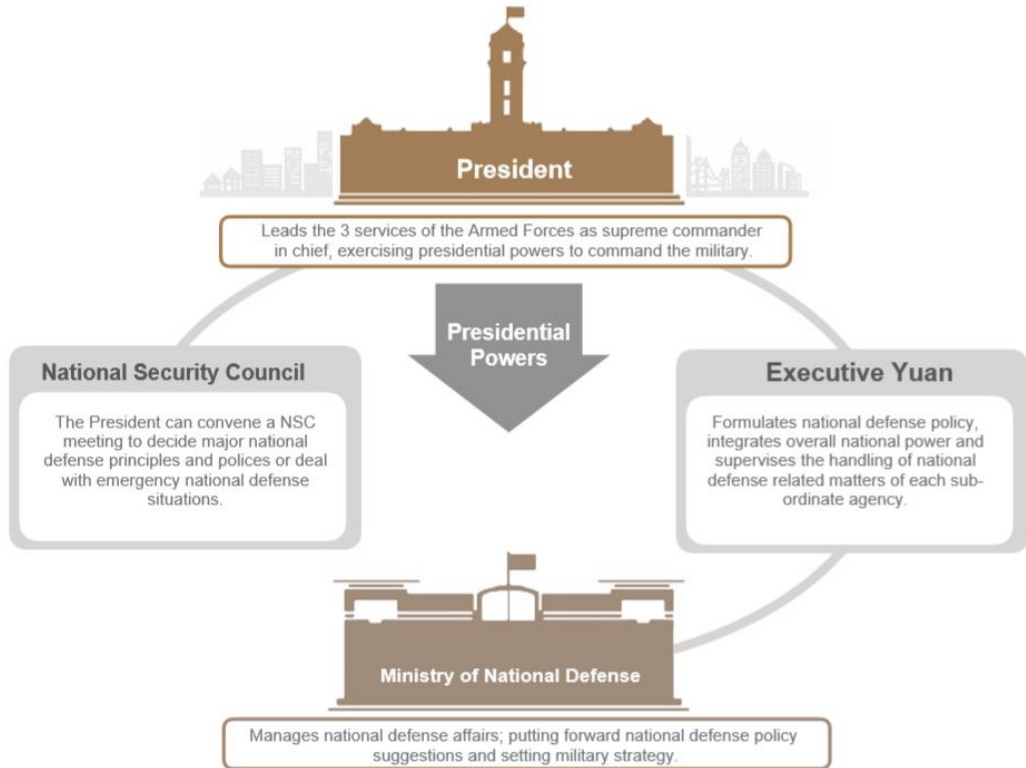 President
Leads the 3 services of the Armed Forces as supreme commander
in chief, exercising presidential powers to command the military.
Presidential
Powers
National Security Council
The President can convene a NSC
meeting to decide major national
defense principles and polices or deal
with emergency national defense
situations.
Executive Yuan
Formulates national defense policy,
integrates overall national power and
supervises the handling of national
defense related matters of each sub-
ordinate agency.
Ministry of National Defense
Manages national defense affairs; putting forward national defense policy
suggestions and setting military strategy.